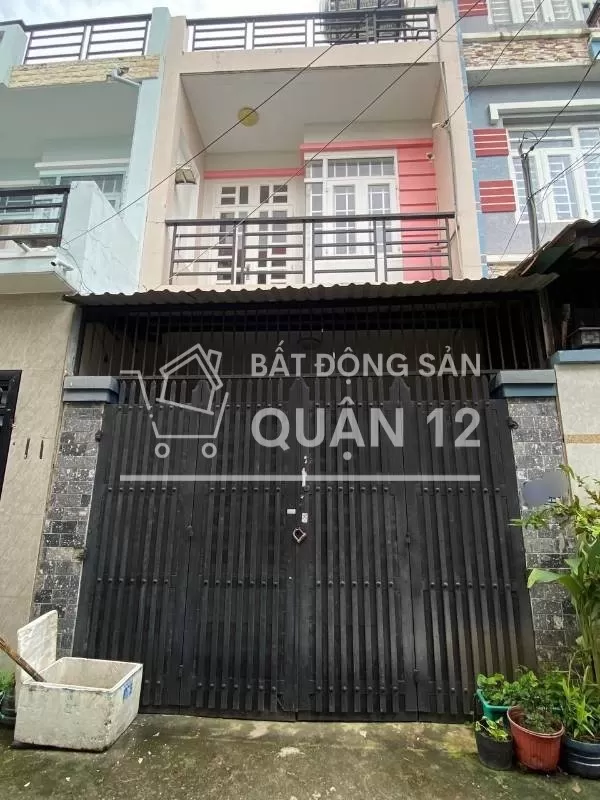 BẤT ĐỘNG SẢN
QUẬN 12